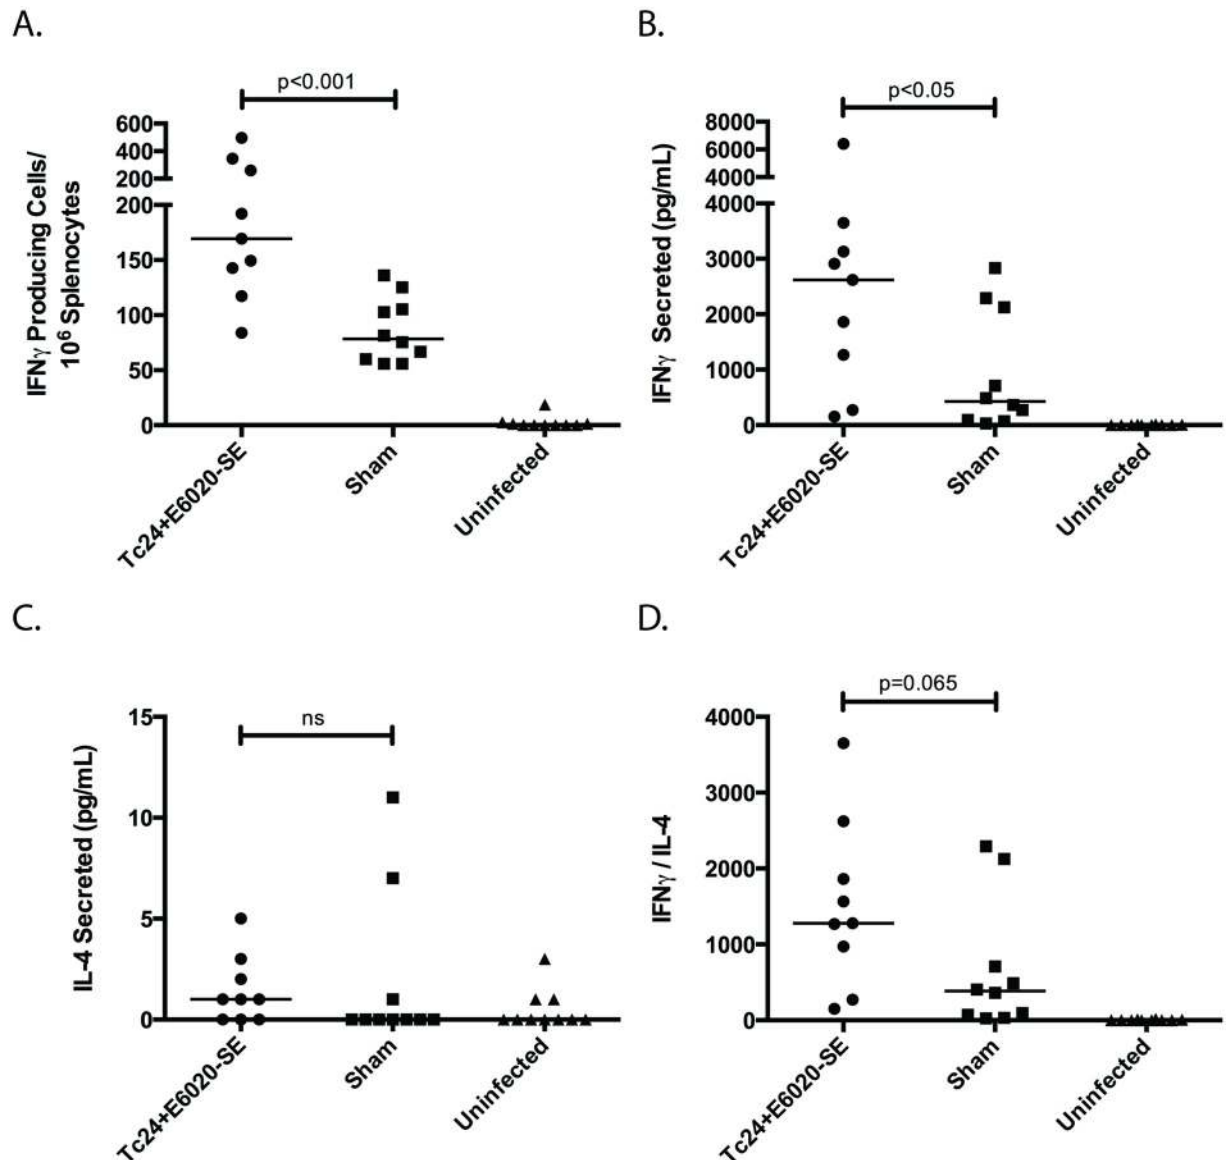 A.
p<0.001
IFNγ Producing Cells/
10⁶ Splenocytes
600
400
200
200
150
100
50
0
Tc24+E6020-SE
Sham
Uninfected
B.
p<0.05
IFNγ Secreted (pg/mL)
8000
6000
4000
4000
3000
2000
1000
0
Tc24+E6020-SE
Sham
Uninfected
C.
ns
IL-4 Secreted (pg/mL)
15
10
5
0
Tc24+E6020-SE
Sham
Uninfected
D.
p=0.065
IFNγ / IL-4
4000
3000
2000
1000
0
Tc24+E6020-SE
Sham
Uninfected